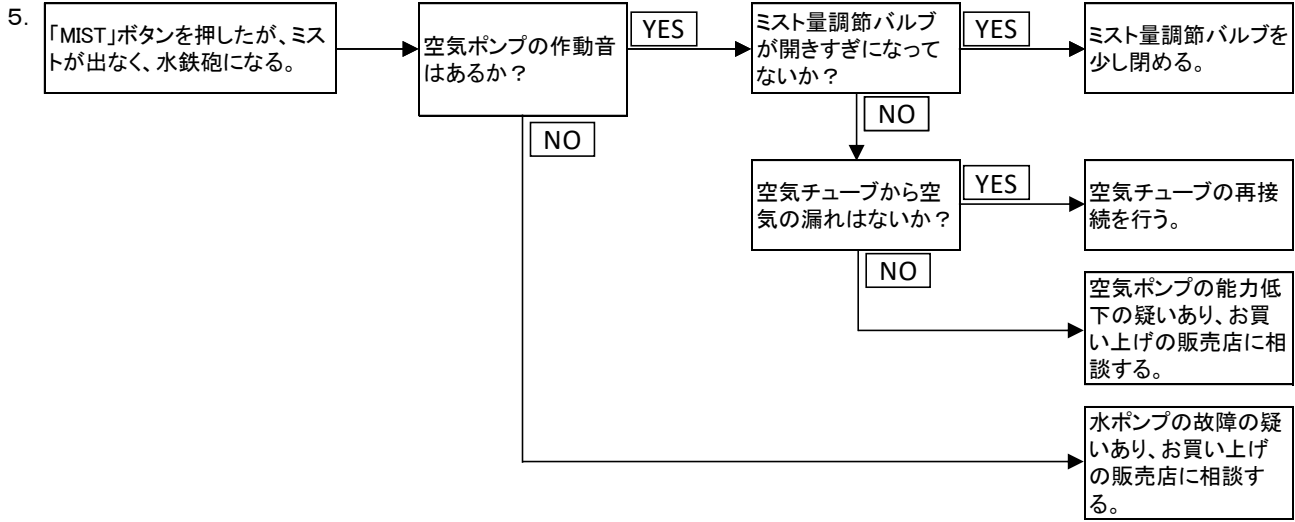 5.
「MIST」ボタンを押したが、ミス
トが出なく、水鉄砲になる。
空気ポンプの作動音
はあるか？
YES
ミスト量調節バルブ
が開きすぎになって
ないか？
YES
ミスト量調節バルブを
少し閉める。
NO
NO
空気チューブから空
気の漏れはないか？
YES
空気チューブの再接
続を行う。
NO
空気ポンプの能力低
下の疑いあり、お買
い上げの販売店に相
談する。
水ポンプの故障の疑
いあり、お買い上げ
の販売店に相談す
る。